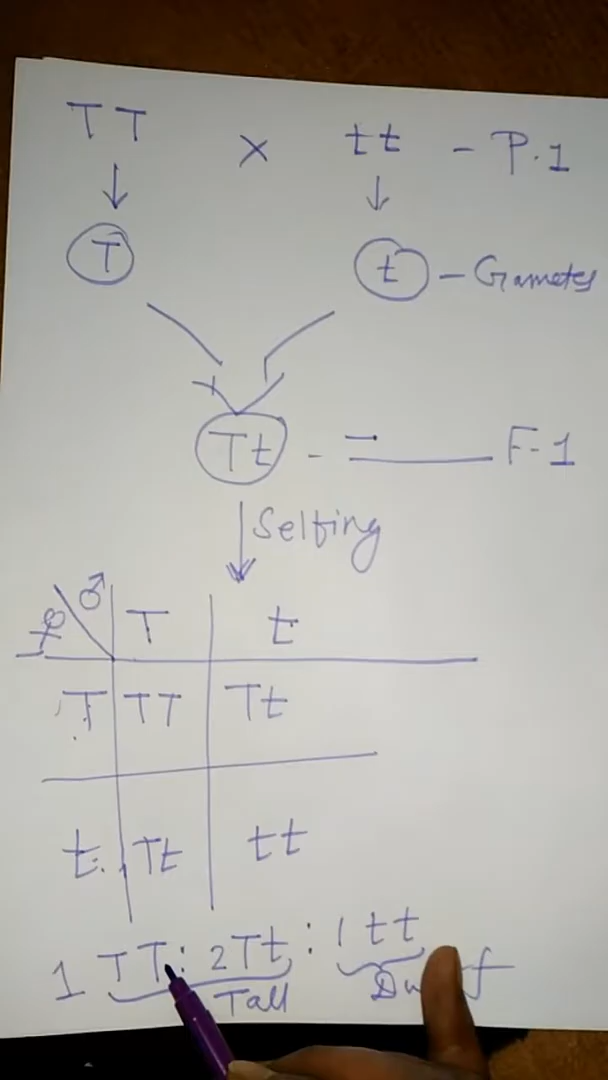 TT × tt - P.1
T t - Gametes
Tt - F-1
Selfing
♀ ♂ T t
T TT Tt
t Tt tt
1 TT : 2Tt : 1 tt
Tall